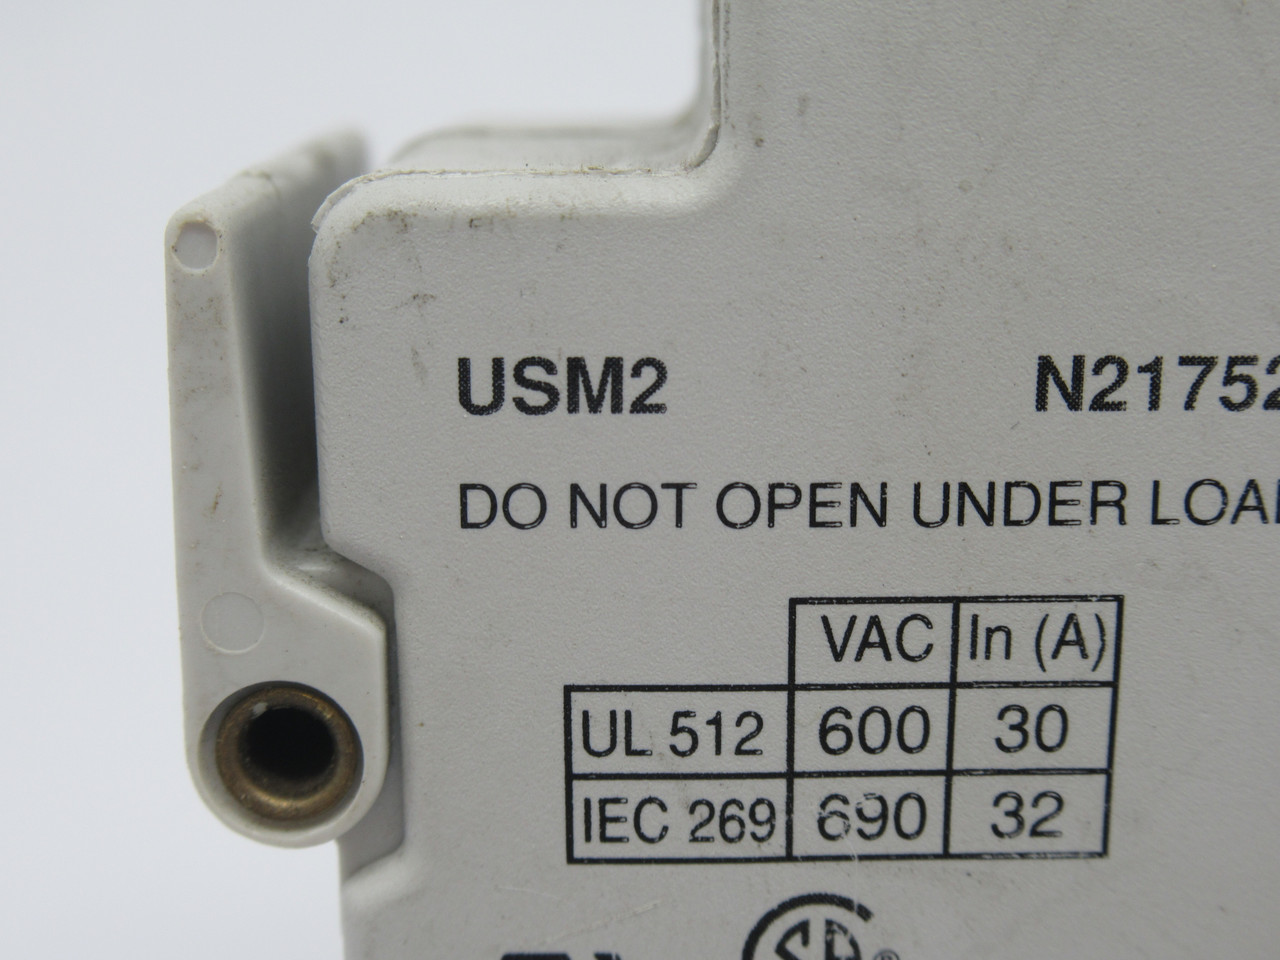 USM2 N21752
DO NOT OPEN UNDER LOA
VAC In (A)
UL 512 600 30
IEC 269 690 32
®